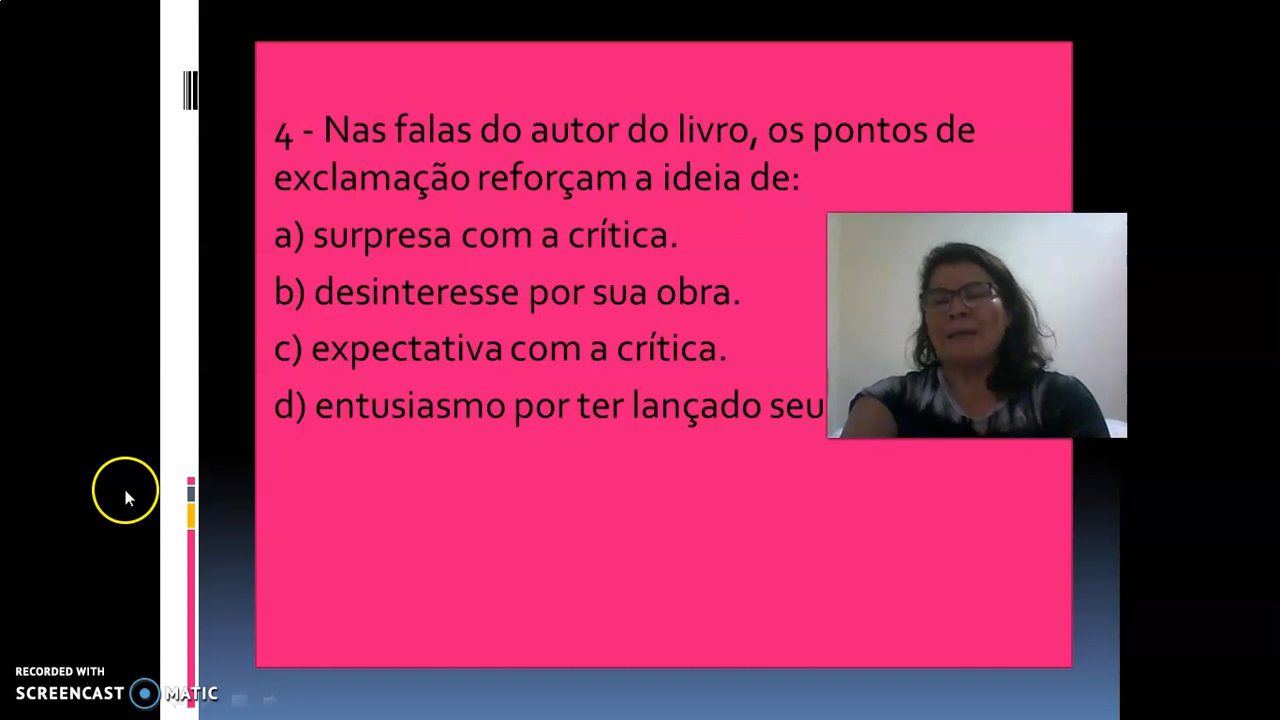 4 - Nas falas do autor do livro, os pontos de
exclamação reforçam a ideia de:
a) surpresa com a crítica.
b) desinteresse por sua obra.
c) expectativa com a crítica.
d) entusiasmo por ter lançado seu
RECORDED WITH
SCREENCAST MATIC